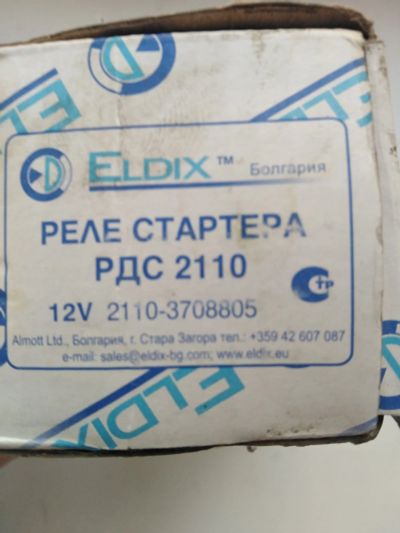 ELDIX™ Болгария
РЕЛЕ СТАРТЕРА
РДС 2110
12V 2110-3708805
Almott Ltd., Болгария, г. Стара Загора тел.: +359 42 607 087
e-mail: sales@eldix-bg.com; www.eldix.eu
ELDIX